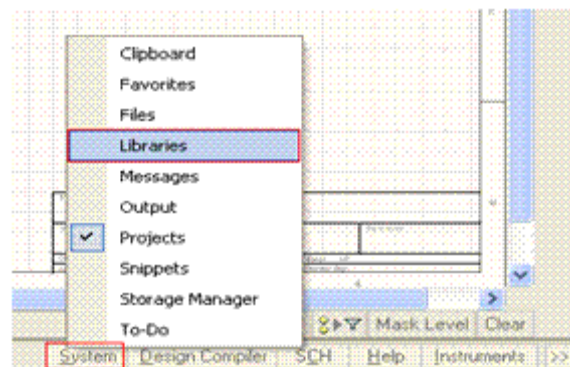 Clipboard
Favorites
Files
Libraries
Messages
Output
Projects
Snippets
Storage Manager
To-Do
Mask Level Clear
System Design Compiler SCH Help Instruments >>